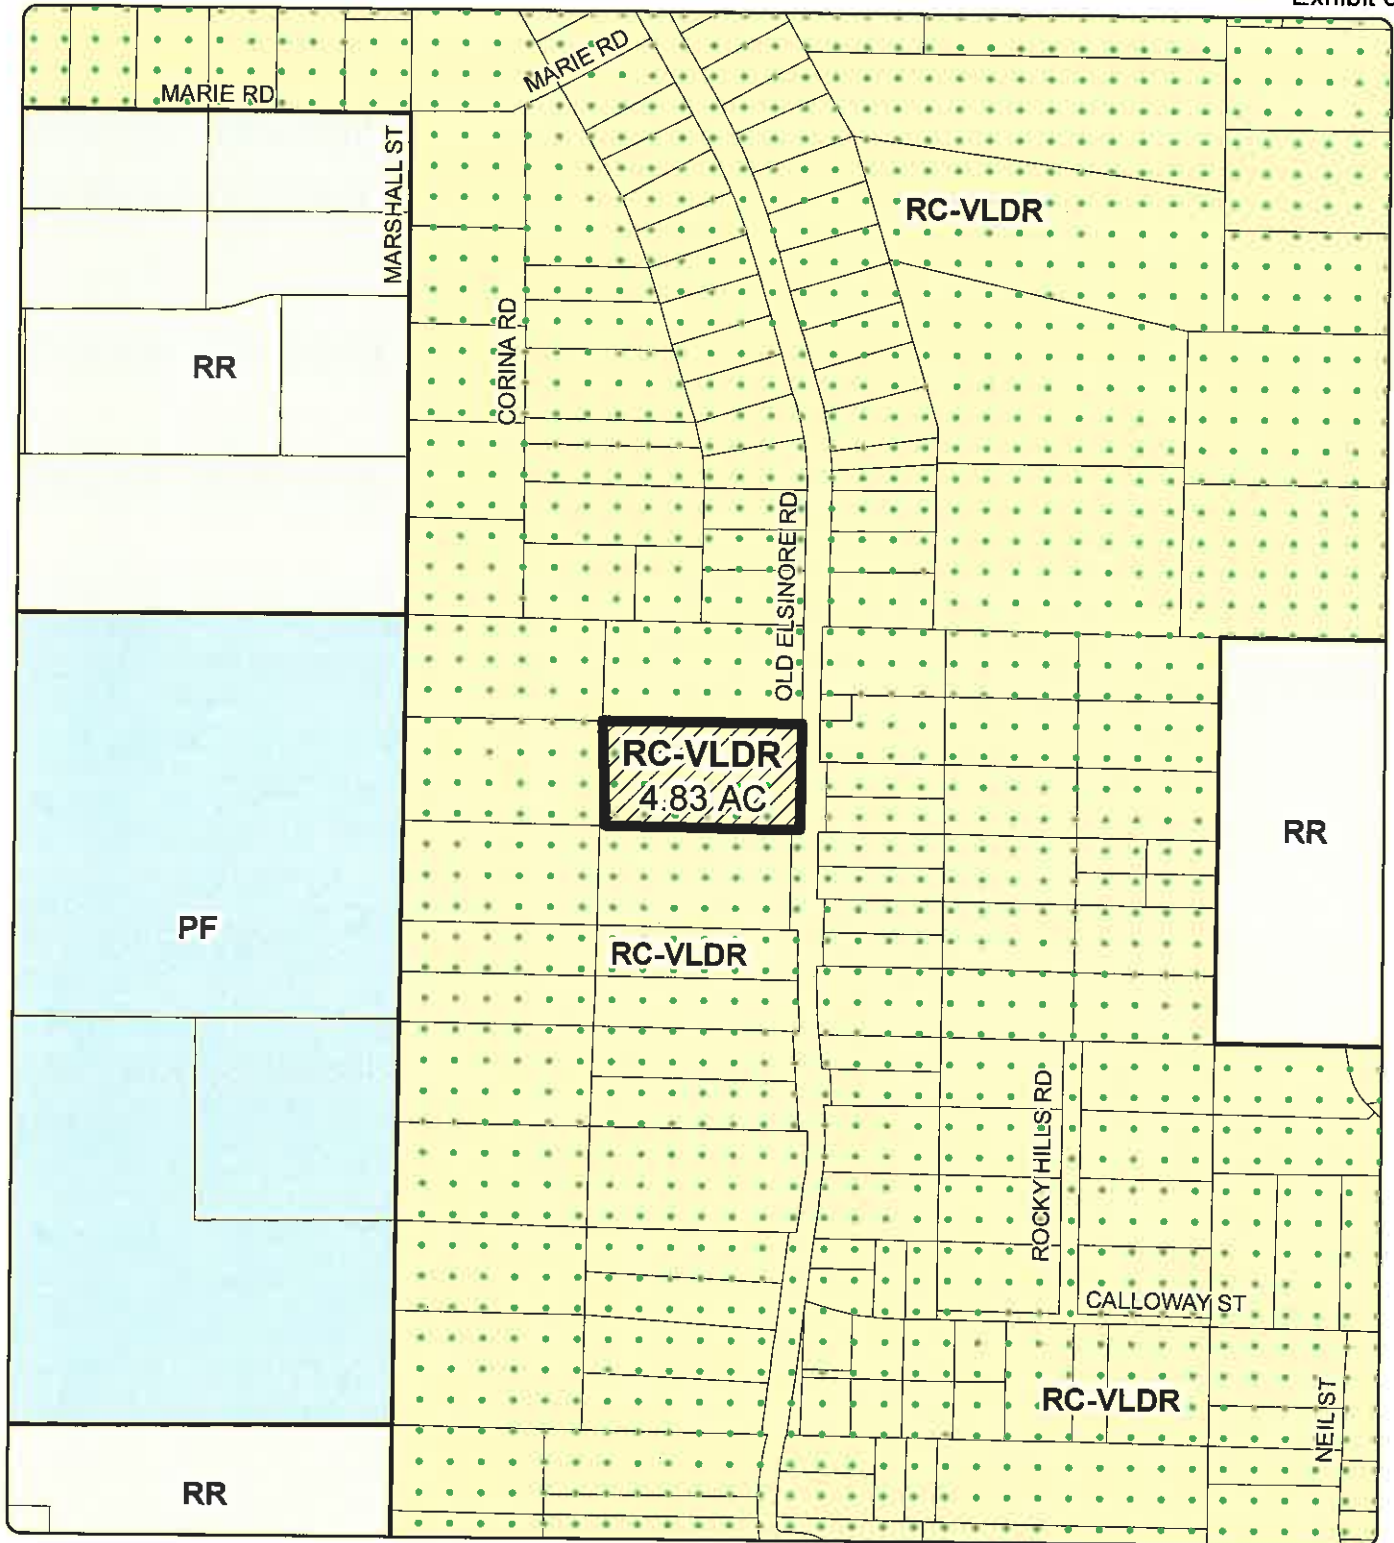 Exhibit
MARIE RD
MARIE RD
MARSHALL ST
RC-VLDR
CORINA RD
RR
OLD ELSINORE RD
RC-VLDR
4.83 AC
RR
PF
RC-VLDR
ROCKY HILLS RD
CALLOWAY ST
RC-VLDR
NEIL ST
RR